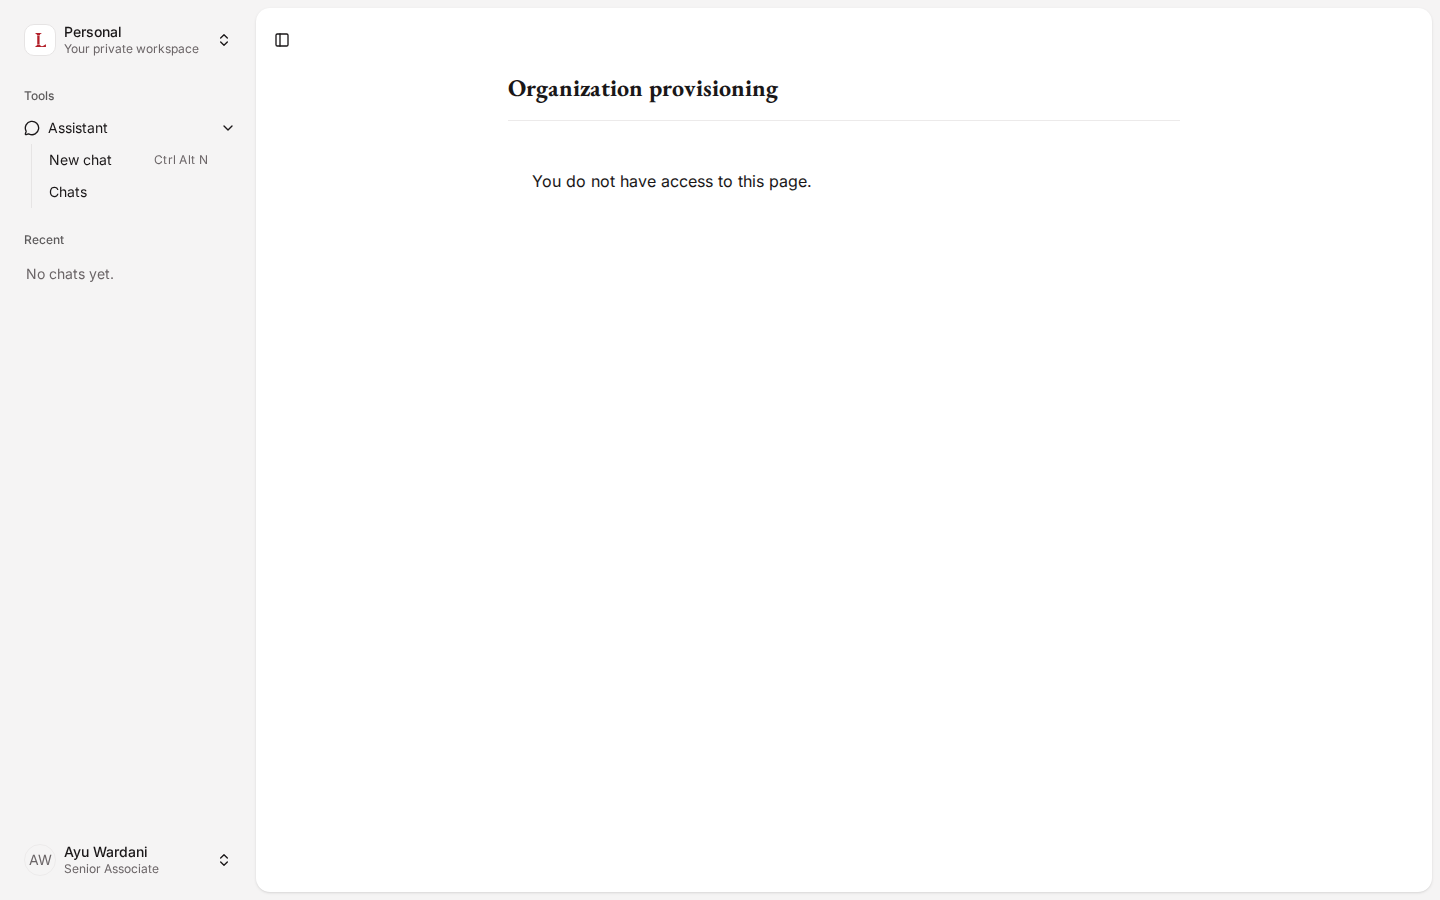 L
Personal
Your private workspace
Tools
Assistant
New chat Ctrl Alt N
Chats
Recent
No chats yet.
AW
Ayu Wardani
Senior Associate
Organization provisioning
You do not have access to this page.